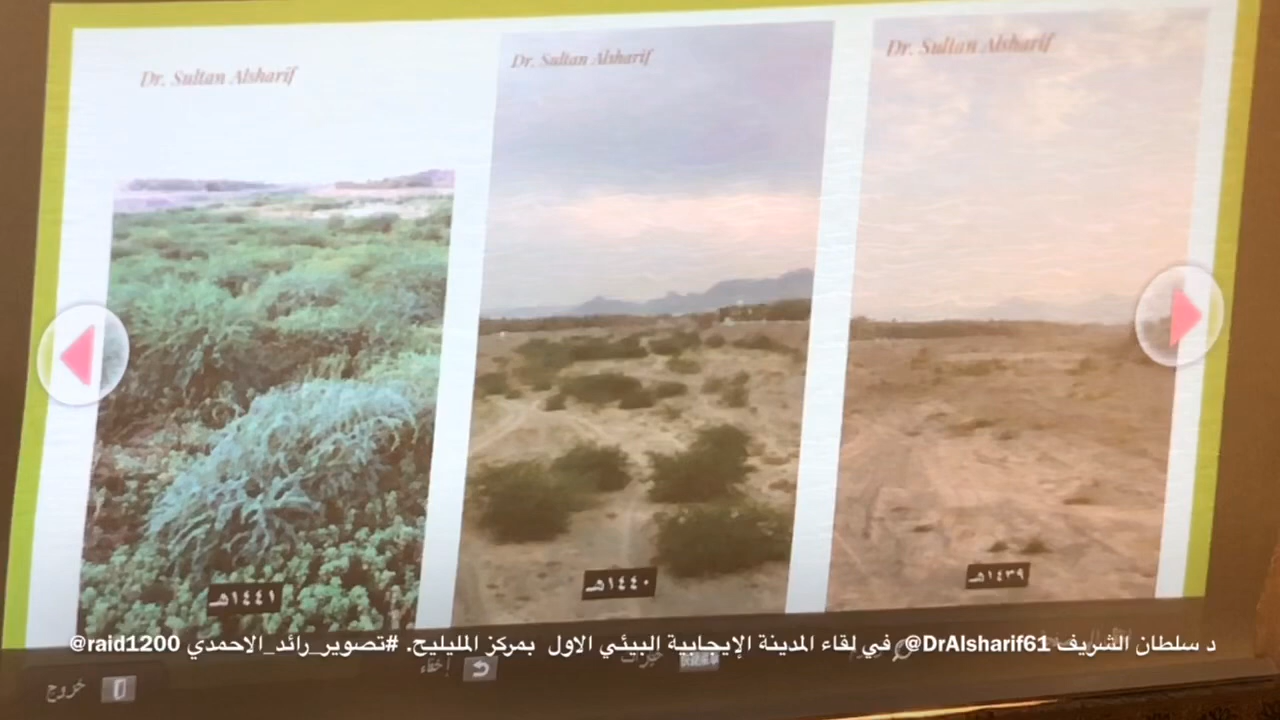 Dr. Sultan Alsharif
Dr. Sultan Alsharif
Dr. Sultan Alsharif
١٤٣٩هـ
١٤٤٠هـ
١٤٤١هـ
د سلطان الشريف DrAlsharif61@ في لقاء المدينة الإيجابية البيئي الاول بمركز المليليح. #تصوير_رائد_الاحمدي raid1200@
خروج